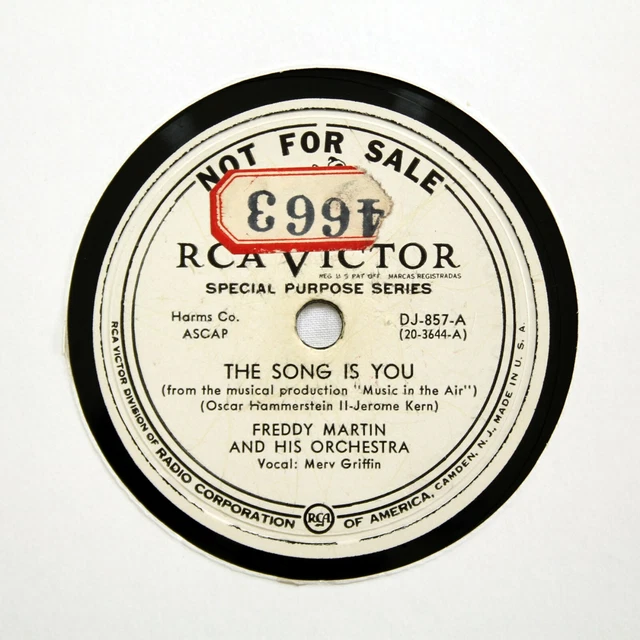 NOT FOR SALE
4663
RCA VICTOR
REG. U S PAT OFF. MARCAS REGISTRADAS
SPECIAL PURPOSE SERIES
Harms Co.
ASCAP
DJ-857-A
(20-3644-A)
THE SONG IS YOU
(from the musical production "Music in the Air")
(Oscar Hammerstein II-Jerome Kern)
FREDDY MARTIN
AND HIS ORCHESTRA
Vocal: Merv Griffin
RCA VICTOR DIVISION OF RADIO CORPORATION RCA OF AMERICA, CAMDEN, N. J., MADE IN U. S. A.